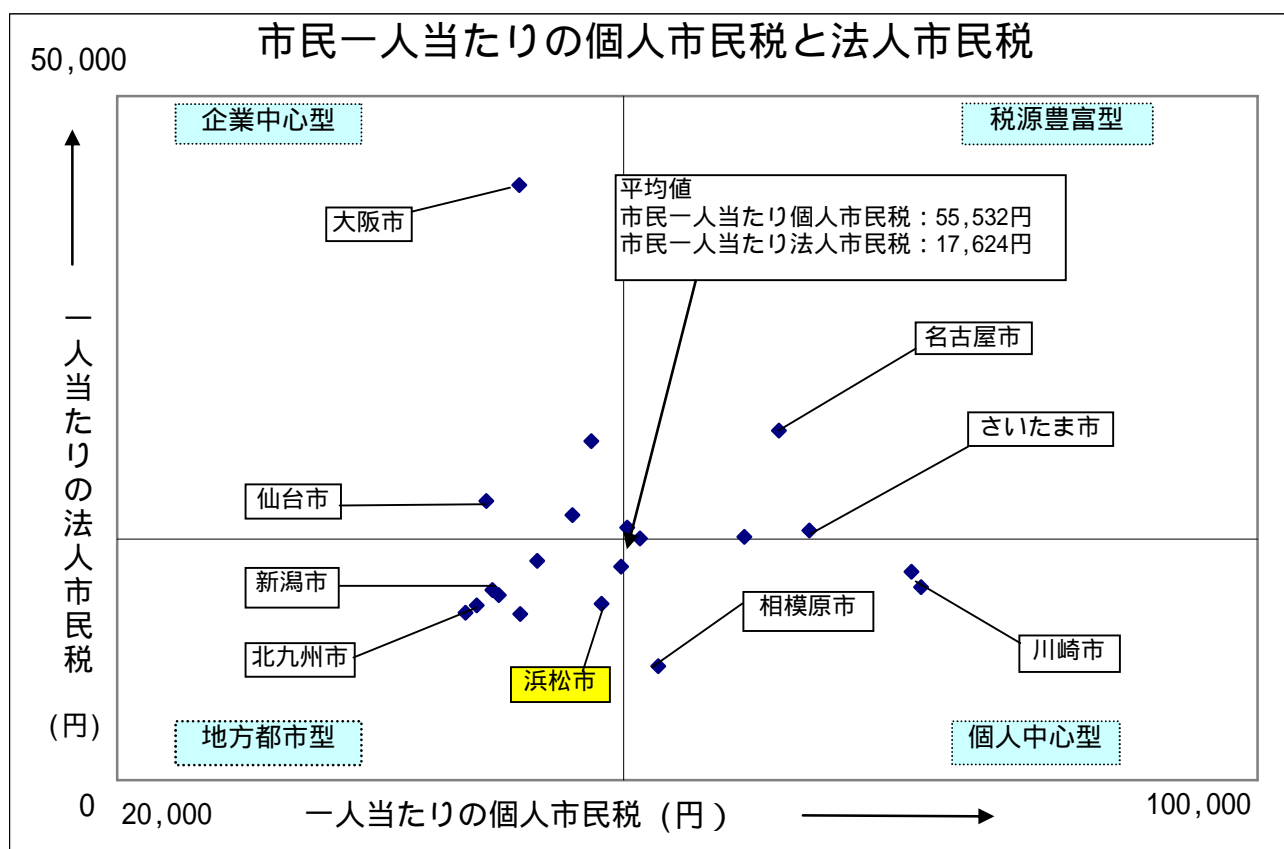 市民一人当たりの個人市民税と法人市民税
50,000
企業中心型
税源豊富型
大阪市
平均値
市民一人当たり個人市民税：55,532円
市民一人当たり法人市民税：17,624円
名古屋市
さいたま市
仙台市
新潟市
北九州市
浜松市
相模原市
川崎市
一人当たりの法人市民税
(円)
地方都市型
個人中心型
0
20,000
一人当たりの個人市民税 (円)
100,000